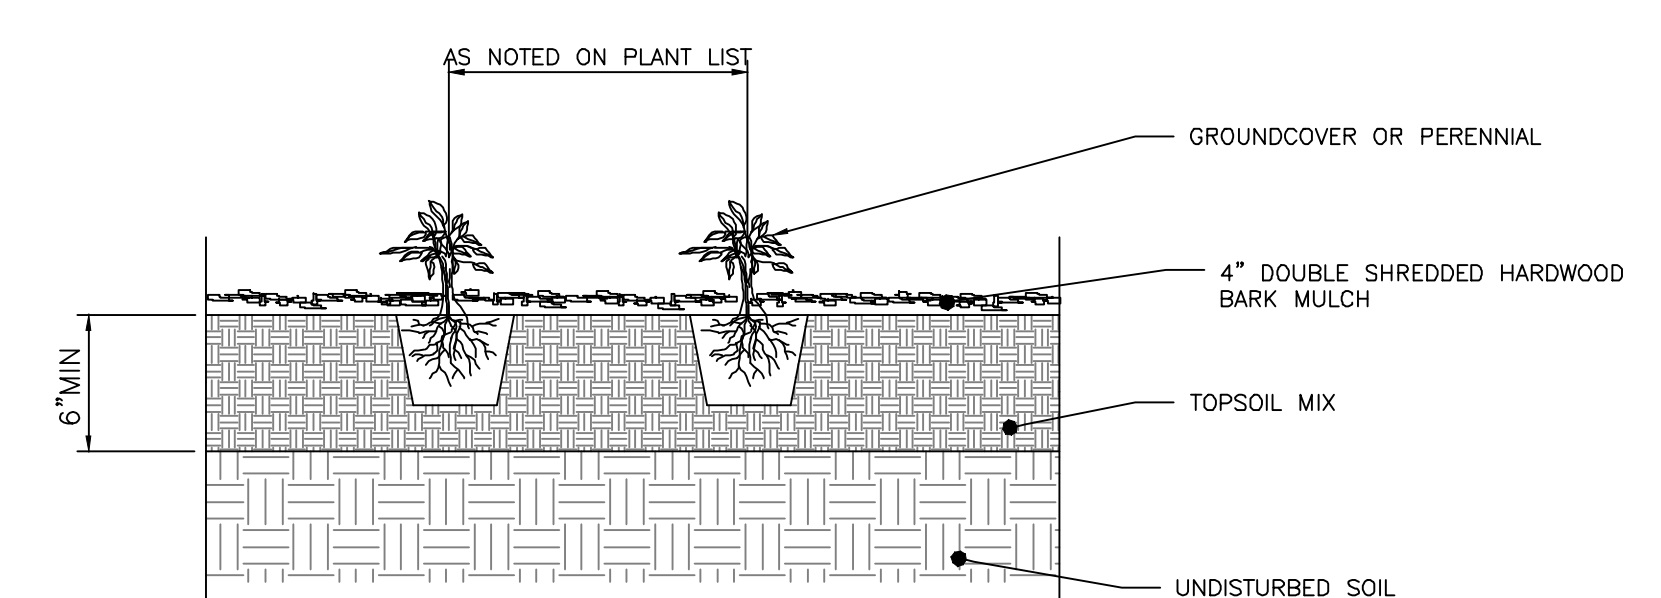 AS NOTED ON PLANT LIST
GROUNDCOVER OR PERENNIAL
4" DOUBLE SHREDDED HARDWOOD
BARK MULCH
6"MIN
TOPSOIL MIX
UNDISTURBED SOIL